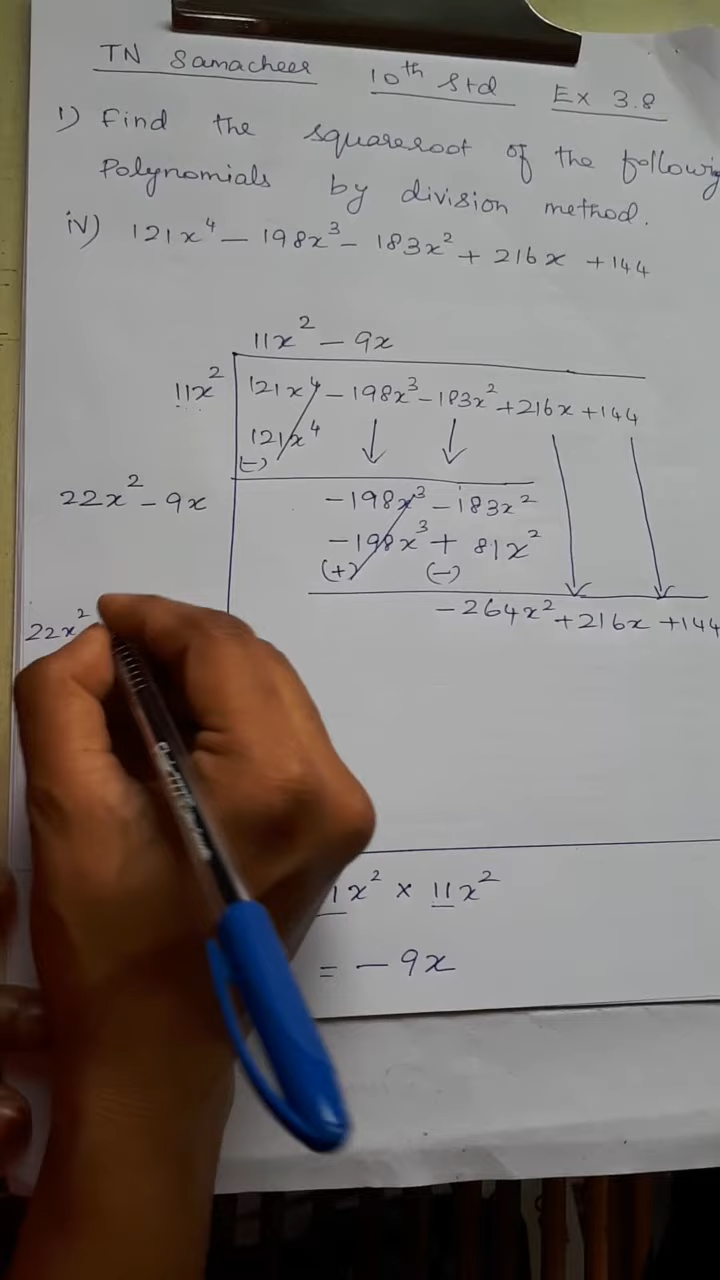 TN Samacheer 10th Std Ex 3.8
1) Find the squareroot of the followi
Polynomials by division method.
iv) 121x⁴ - 198x³ - 183x² + 216x + 144
11x² - 9x
11x² 121x⁴ - 198x³ - 183x² + 216x + 144
121x⁴
(-)
22x² - 9x - 198x³ - 183x²
- 198x³ + 81x²
(+) (-)
- 264x² + 216x + 144
22x²
1x² × 11x²
= - 9x